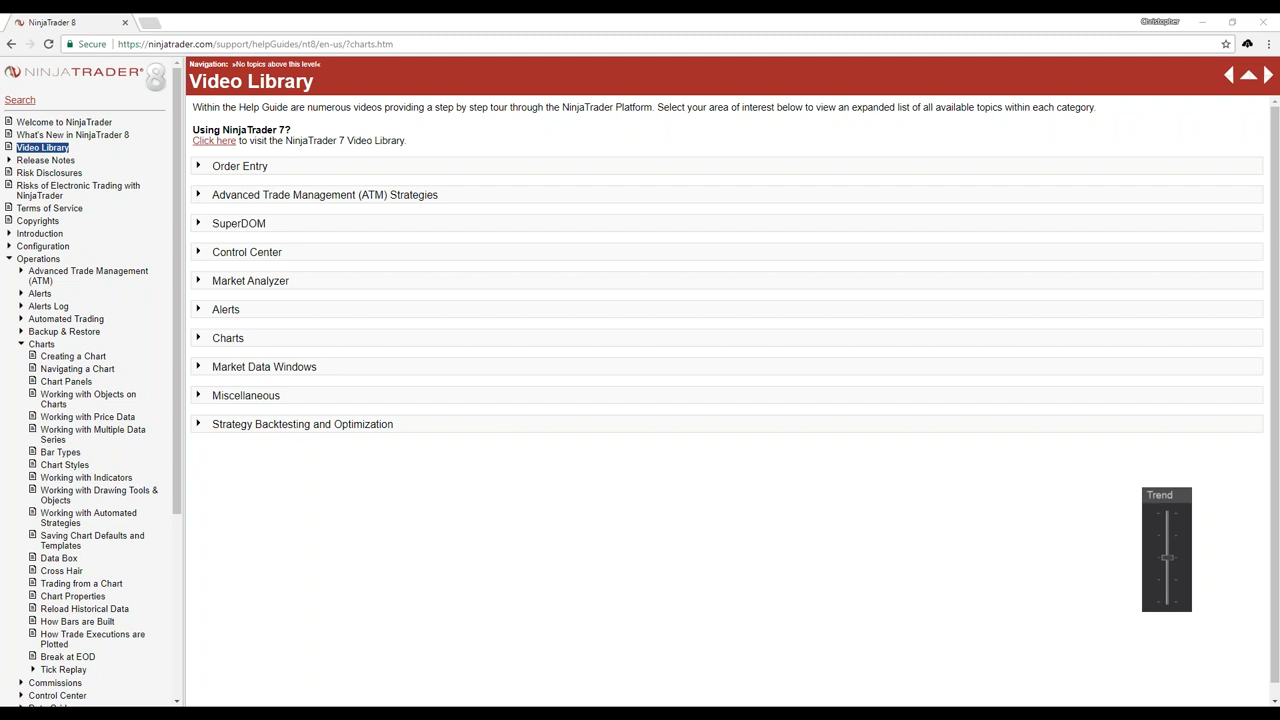 NinjaTrader 8
Christopher
Secure
https://ninjatrader.com/support/helpGuides/nt8/en-us/?charts.htm
NINJATRADER® 8
Search
Welcome to NinjaTrader
What's New in NinjaTrader 8
Video Library
Release Notes
Risk Disclosures
Risks of Electronic Trading with
NinjaTrader
Terms of Service
Copyrights
Introduction
Configuration
Operations
Advanced Trade Management
(ATM)
Alerts
Alerts Log
Automated Trading
Backup & Restore
Charts
Creating a Chart
Navigating a Chart
Chart Panels
Working with Objects on
Charts
Working with Price Data
Working with Multiple Data
Series
Bar Types
Chart Styles
Working with Indicators
Working with Drawing Tools &
Objects
Working with Automated
Strategies
Saving Chart Defaults and
Templates
Data Box
Cross Hair
Trading from a Chart
Chart Properties
Reload Historical Data
How Bars are Built
How Trade Executions are
Plotted
Break at EOD
Tick Replay
Commissions
Control Center
Navigation: »No topics above this level«
Video Library
Within the Help Guide are numerous videos providing a step by step tour through the NinjaTrader Platform. Select your area of interest below to view an expanded list of all available topics within each category.
Using NinjaTrader 7?
Click here to visit the NinjaTrader 7 Video Library.
Order Entry
Advanced Trade Management (ATM) Strategies
SuperDOM
Control Center
Market Analyzer
Alerts
Charts
Market Data Windows
Miscellaneous
Strategy Backtesting and Optimization
Trend